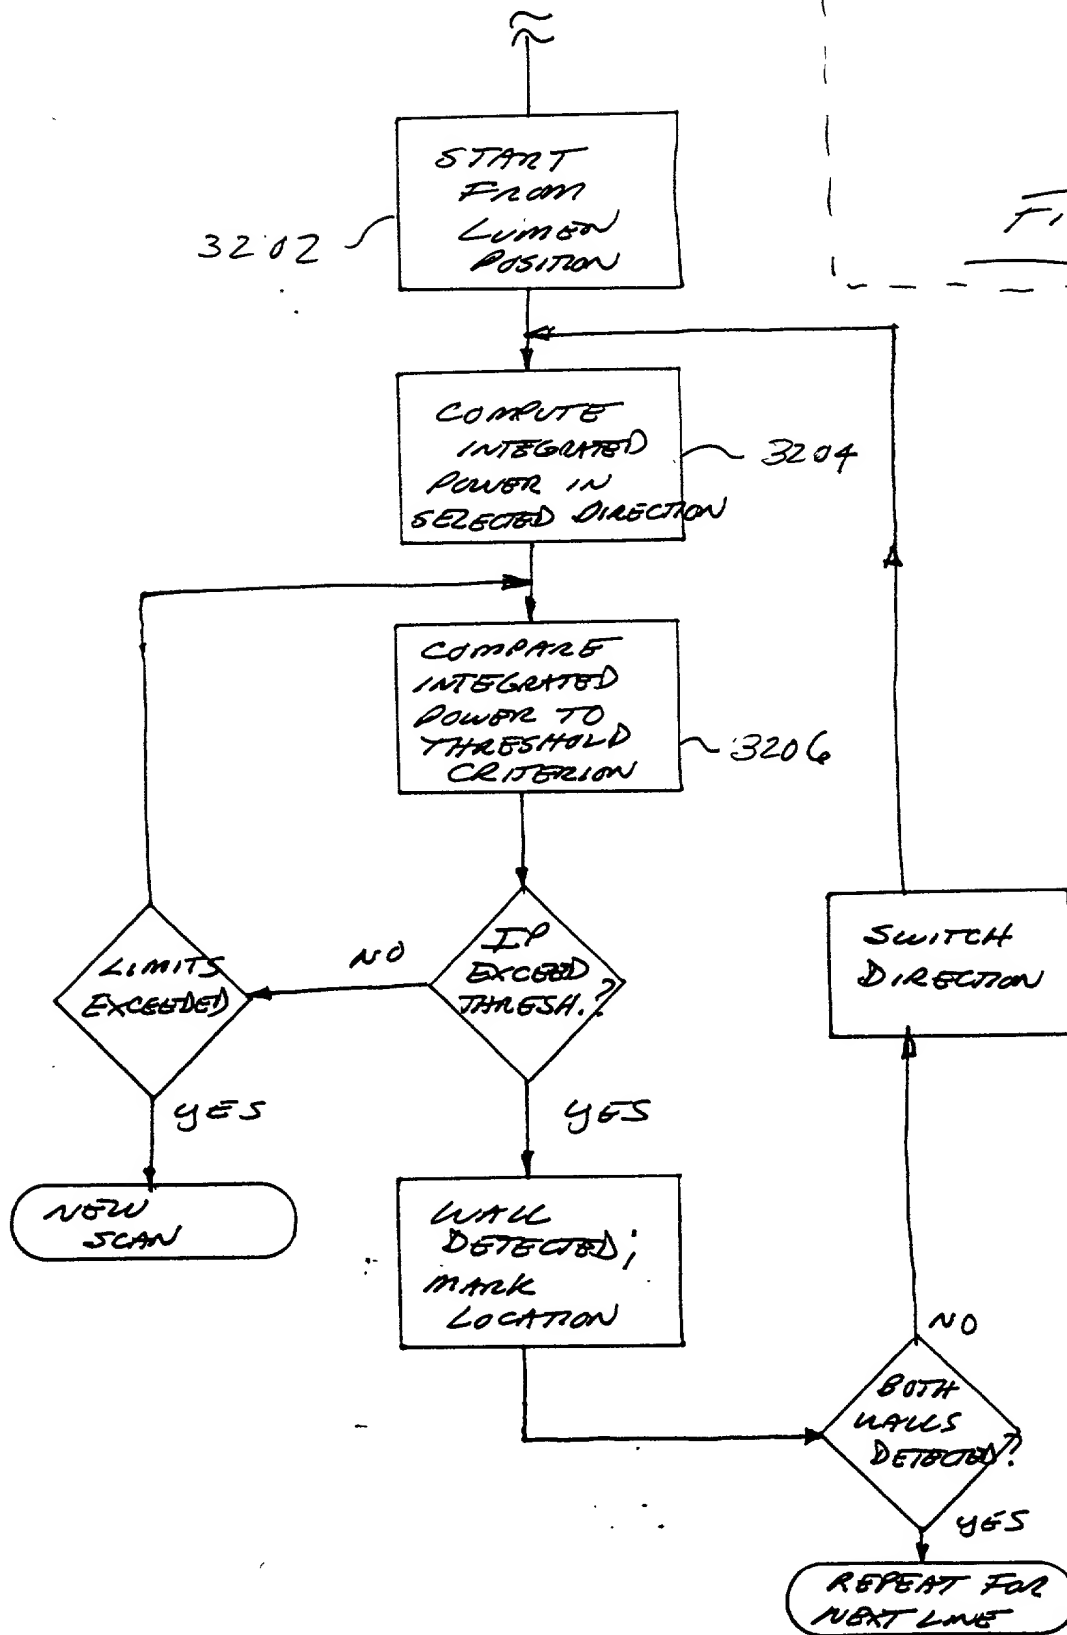 START
FROM
LUMEN
POSITION
3202
FI
COMPUTE
INTEGRATED
POWER IN
SELECTED DIRECTION
3204
COMPARE
INTEGRATED
POWER TO
THRESHOLD
CRITERION
3206
LIMITS
EXCEEDED
NO
IP
EXCEED
THRESH.?
SWITCH
DIRECTION
YES
YES
NEW
SCAN
WALL
DETECTED;
MARK
LOCATION
NO
BOTH
WALLS
DETECTED?
YES
REPEAT FOR
NEXT LINE